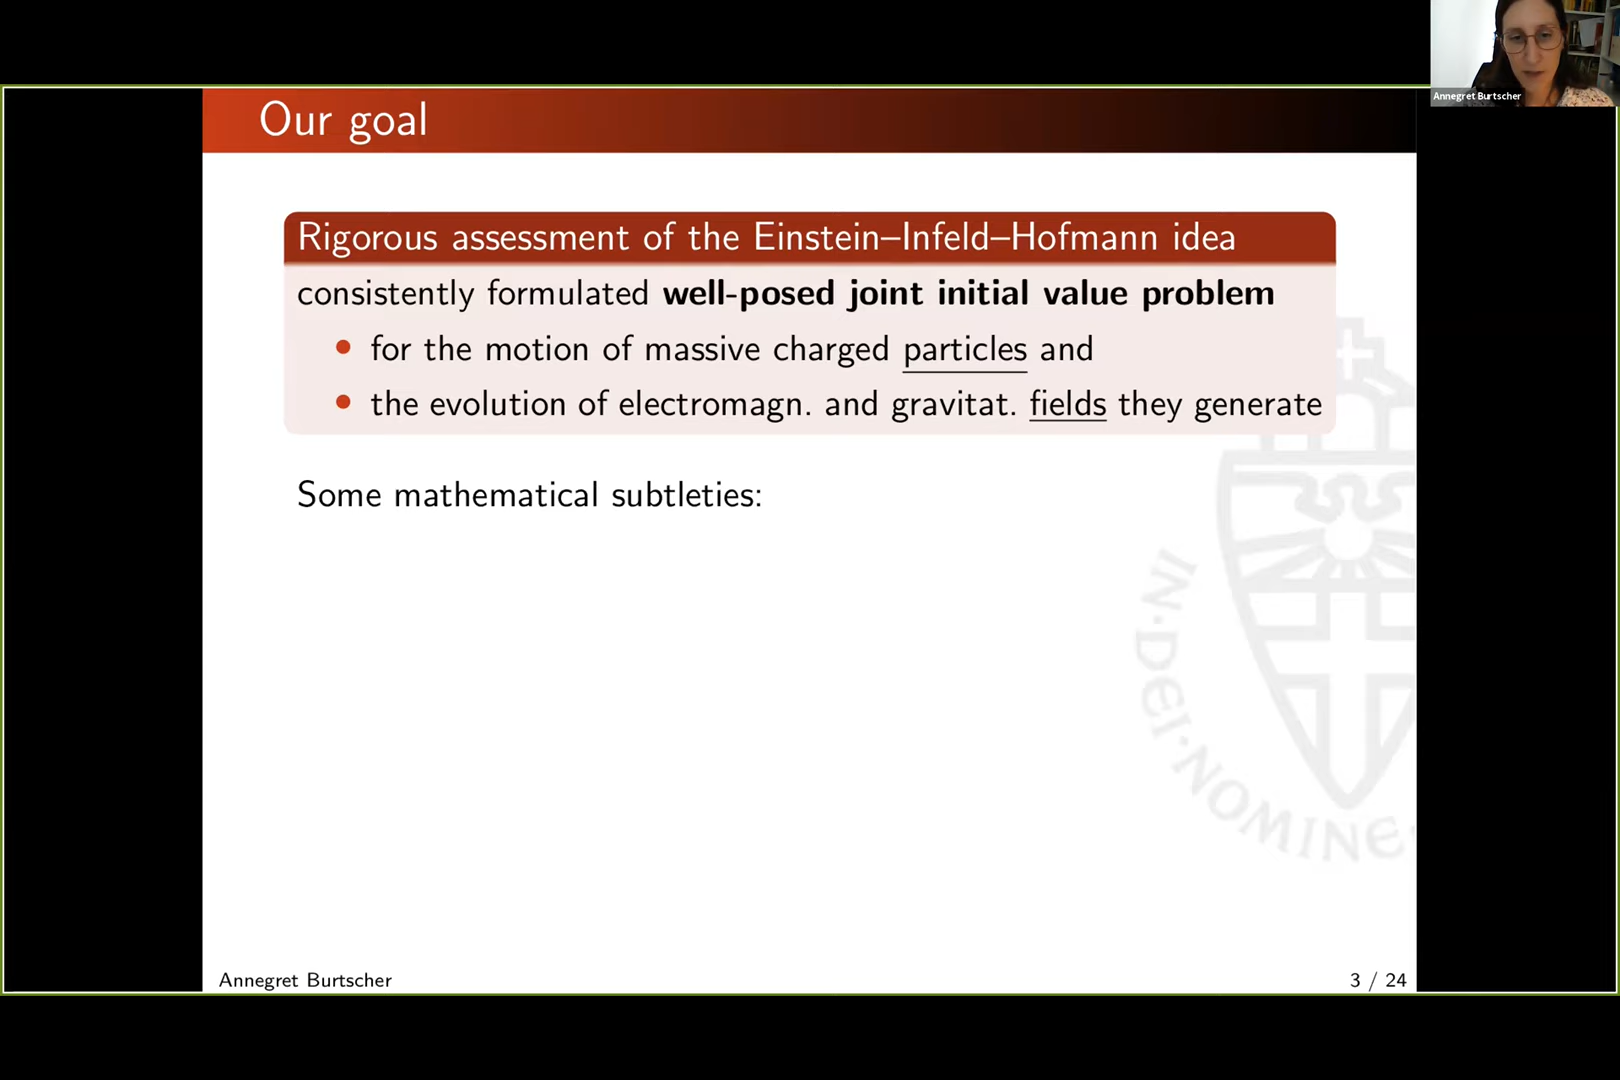 Annegret Burtscher
Our goal
Rigorous assessment of the Einstein–Infeld–Hofmann idea
consistently formulated well-posed joint initial value problem
• for the motion of massive charged particles and
• the evolution of electromagn. and gravitat. fields they generate
Some mathematical subtleties:
IN·DEI·NOMINE·
Annegret Burtscher
3 / 24